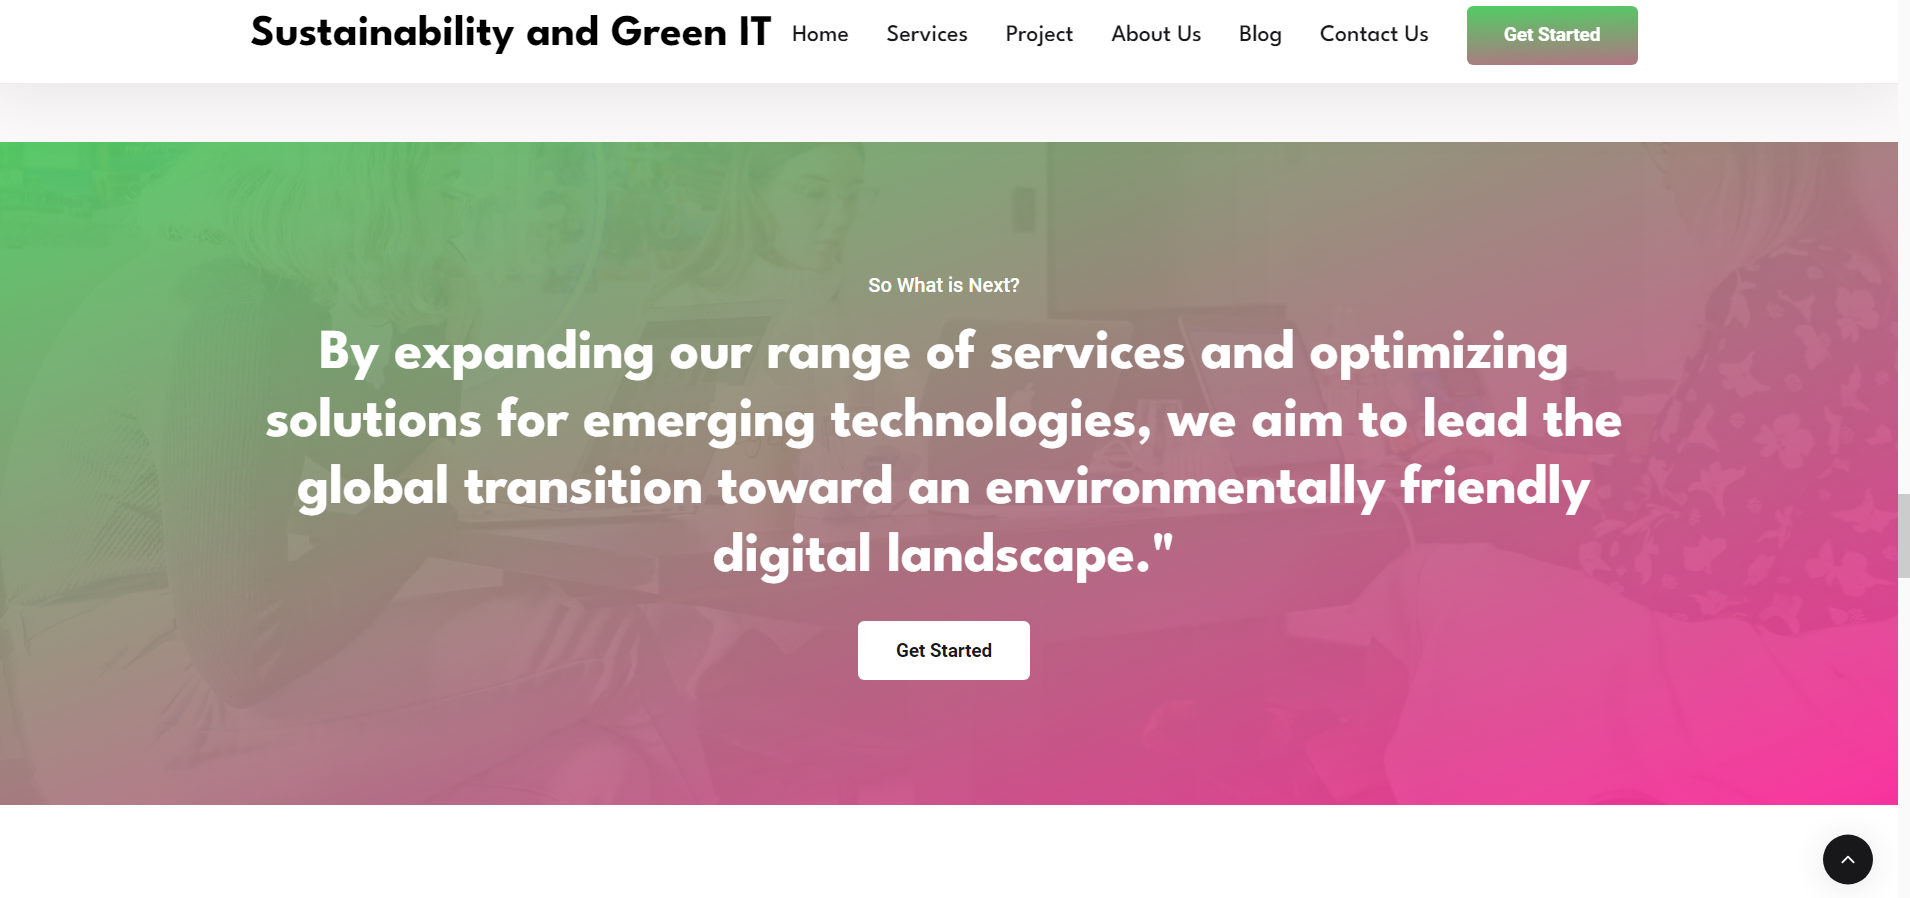 Sustainability and Green IT Home Services Project About Us Blog Contact Us Get Started
So What is Next?
By expanding our range of services and optimizing
solutions for emerging technologies, we aim to lead the
global transition toward an environmentally friendly
digital landscape."
Get Started